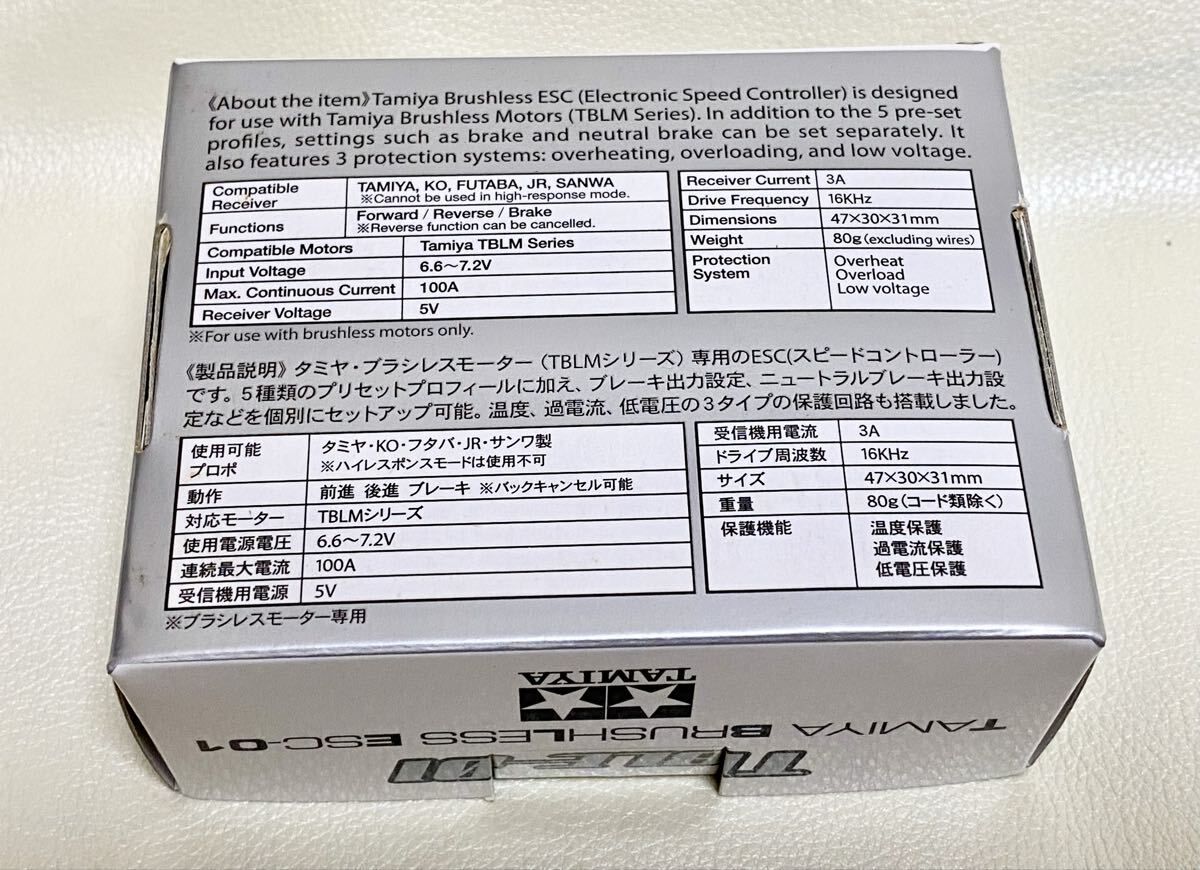 《About the item》Tamiya Brushless ESC (Electronic Speed Controller) is designed
for use with Tamiya Brushless Motors (TBLM Series). In addition to the 5 pre-set
profiles, settings such as brake and neutral brake can be set separately. It
also features 3 protection systems: overheating, overloading, and low voltage.
Compatible Receiver TAMIYA, KO, FUTABA, JR, SANWA
※Cannot be used in high-response mode.
Functions Forward / Reverse / Brake
※Reverse function can be cancelled.
Compatible Motors Tamiya TBLM Series
Input Voltage 6.6〜7.2V
Max. Continuous Current 100A
Receiver Voltage 5V
Receiver Current 3A
Drive Frequency 16KHz
Dimensions 47×30×31mm
Weight 80g(excluding wires)
Protection System Overheat
Overload
Low voltage
※For use with brushless motors only.
《製品説明》タミヤ・ブラシレスモーター(TBLMシリーズ)専用のESC(スピードコントローラー)
です。5種類のプリセットプロフィールに加え、ブレーキ出力設定、ニュートラルブレーキ出力設
定などを個別にセットアップ可能。温度、過電流、低電圧の3タイプの保護回路も搭載しました。
使用可能プロポ タミヤ・KO・フタバ・JR・サンワ製
※ハイレスポンスモードは使用不可
動作 前進 後進 ブレーキ ※バックキャンセル可能
対応モーター TBLMシリーズ
使用電源電圧 6.6〜7.2V
連続最大電流 100A
受信機用電源 5V
受信機用電流 3A
ドライブ周波数 16KHz
サイズ 47×30×31mm
重量 80g(コード類除く)
保護機能 温度保護
過電流保護
低電圧保護
※ブラシレスモーター専用
TAMIYA
TAMIYA BRUSHLESS ESC-01